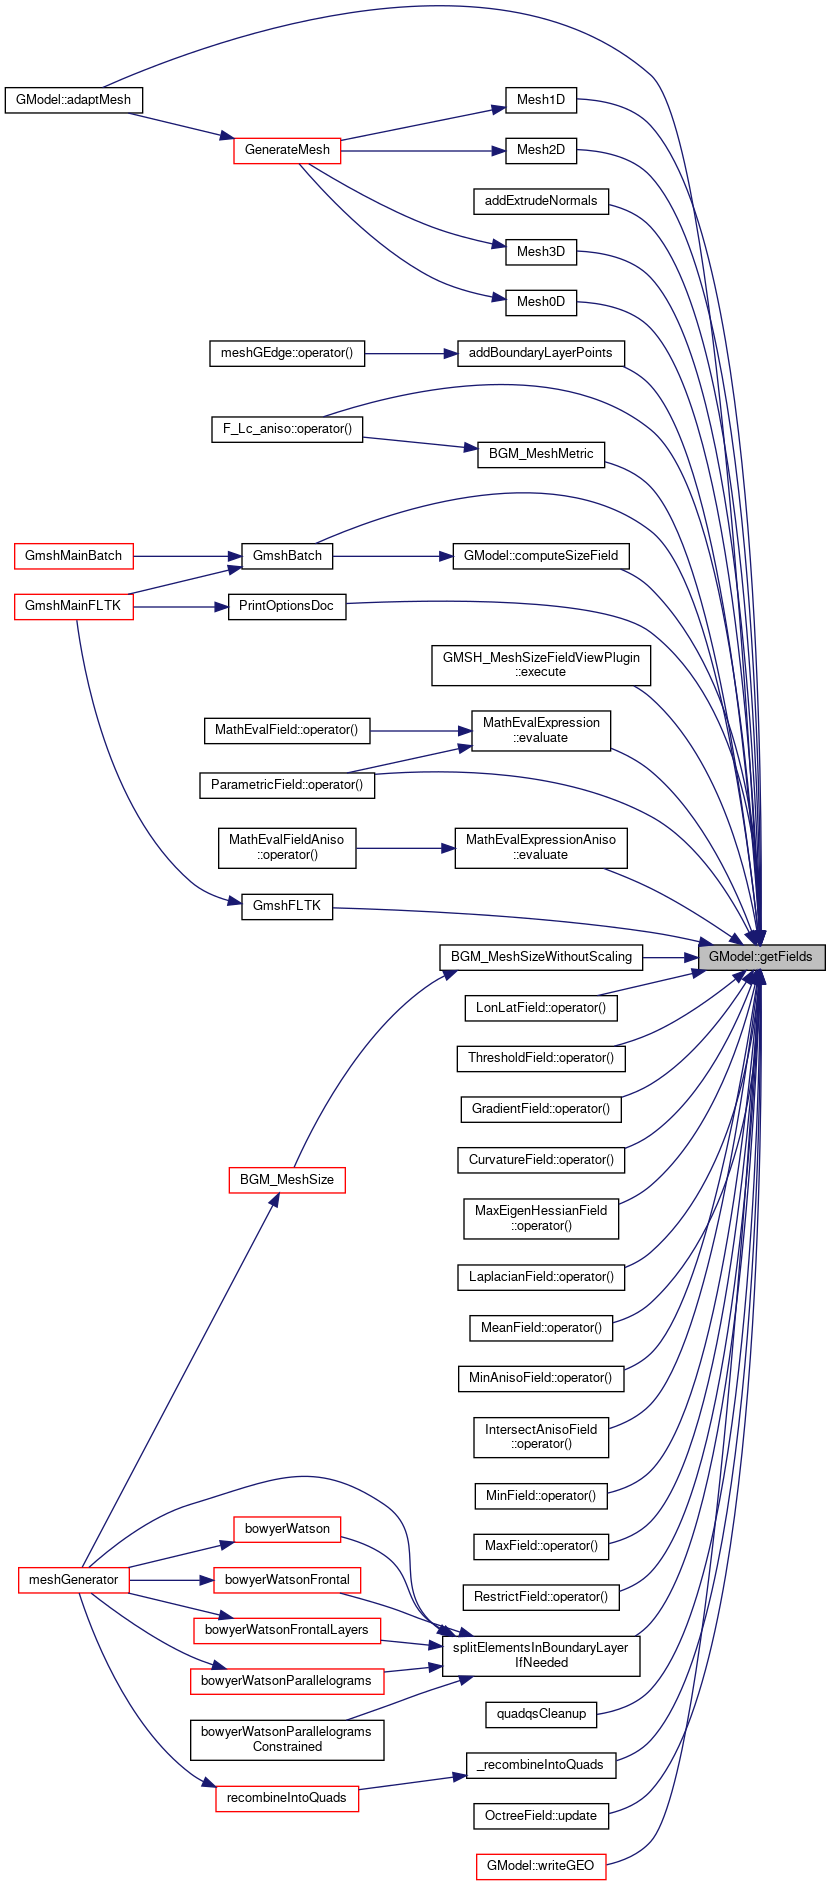 GModel::adaptMesh
Mesh1D
GenerateMesh
Mesh2D
addExtrudeNormals
Mesh3D
Mesh0D
meshGEdge::operator()
addBoundaryLayerPoints
F_Lc_aniso::operator()
BGM_MeshMetric
GmshMainBatch
GmshBatch
GModel::computeSizeField
GmshMainFLTK
PrintOptionsDoc
GMSH_MeshSizeFieldViewPlugin
::execute
MathEvalField::operator()
MathEvalExpression
::evaluate
ParametricField::operator()
MathEvalFieldAniso
::operator()
MathEvalExpressionAniso
::evaluate
GmshFLTK
BGM_MeshSizeWithoutScaling
GModel::getFields
LonLatField::operator()
ThresholdField::operator()
GradientField::operator()
CurvatureField::operator()
BGM_MeshSize
MaxEigenHessianField
::operator()
LaplacianField::operator()
MeanField::operator()
MinAnisoField::operator()
IntersectAnisoField
::operator()
MinField::operator()
bowyerWatson
MaxField::operator()
meshGenerator
bowyerWatsonFrontal
RestrictField::operator()
bowyerWatsonFrontalLayers
splitElementsInBoundaryLayer
IfNeeded
bowyerWatsonParallelograms
quadqsCleanup
bowyerWatsonParallelograms
Constrained
_recombineIntoQuads
recombineIntoQuads
OctreeField::update
GModel::writeGEO